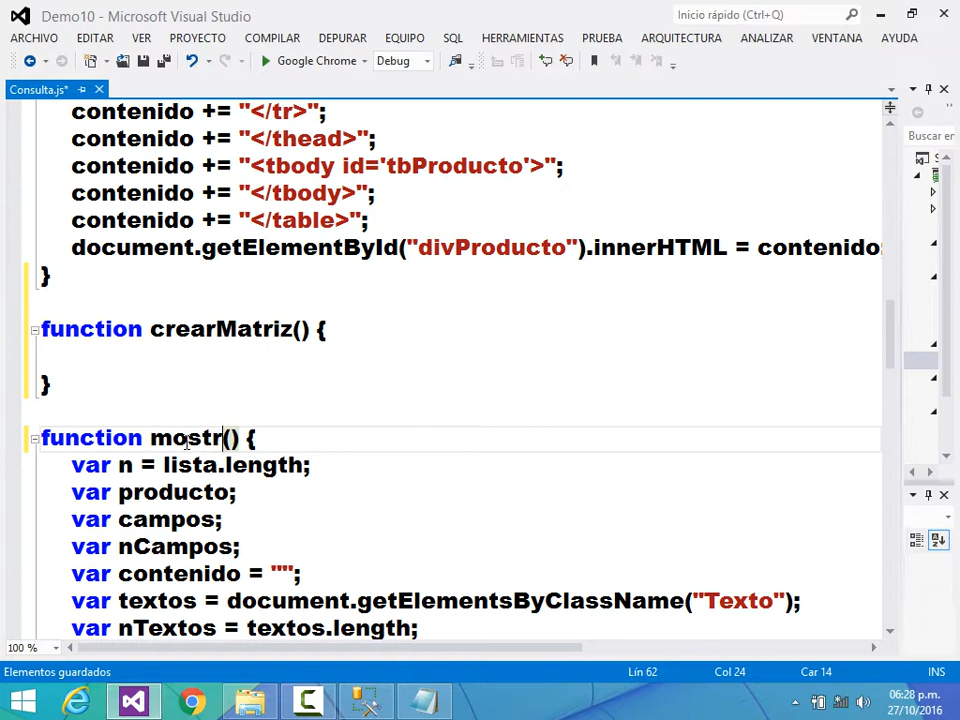 Demo10 - Microsoft Visual Studio
Inicio rápido (Ctrl+Q)
ARCHIVO EDITAR VER PROYECTO COMPILAR DEPURAR EQUIPO SQL HERRAMIENTAS PRUEBA ARQUITECTURA ANALIZAR VENTANA AYUDA
Google Chrome Debug
Consulta.js*
contenido += "</tr>";
contenido += "</thead>";
contenido += "<tbody id='tbProducto'>";
contenido += "</tbody>";
contenido += "</table>";
document.getElementById("divProducto").innerHTML = contenido
}
function crearMatriz() {
}
function mostr() {
var n = lista.length;
var producto;
var campos;
var nCampos;
var contenido = "";
var textos = document.getElementsByClassName("Texto");
var nTextos = textos.length;
Buscar en
100 %
Elementos guardados Lín 62 Col 24 Car 14 INS
06:28 p.m.
27/10/2016